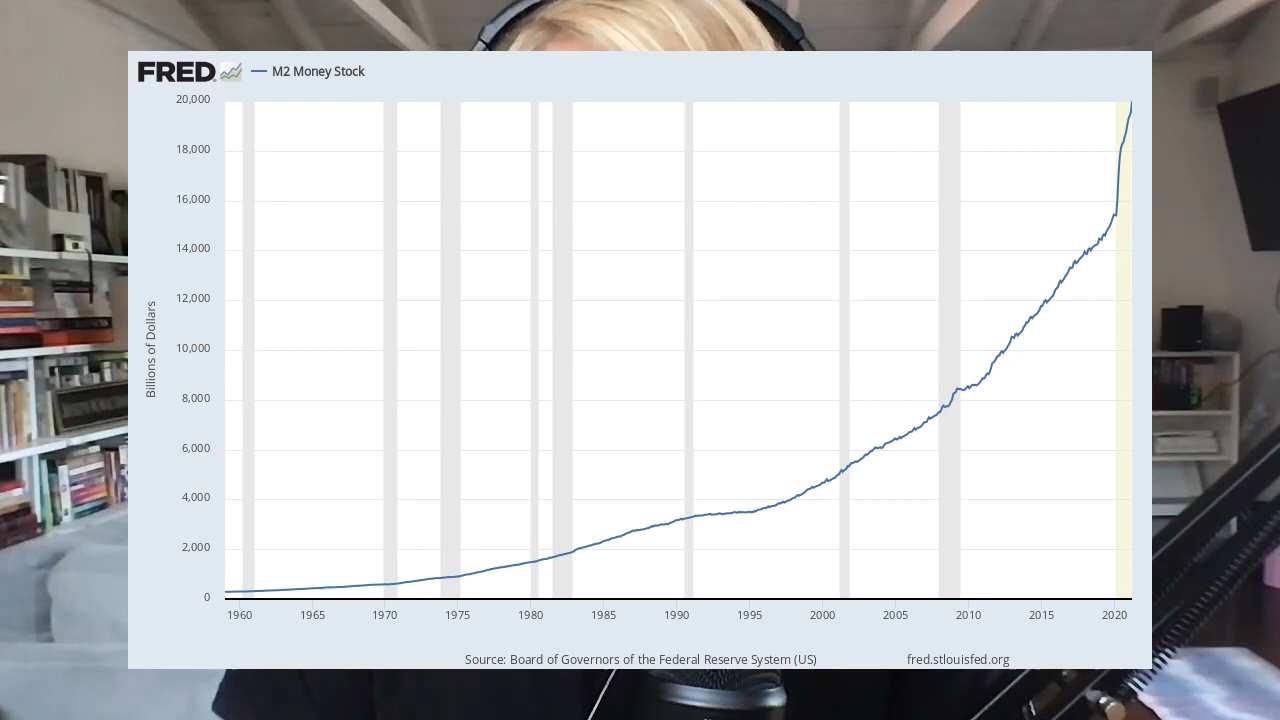 FRED
M2 Money Stock
20,000
18,000
16,000
14,000
12,000
10,000
8,000
6,000
4,000
2,000
0
Billions of Dollars
1960 1965 1970 1975 1980 1985 1990 1995 2000 2005 2010 2015 2020
Source: Board of Governors of the Federal Reserve System (US)
fred.stlouisfed.org